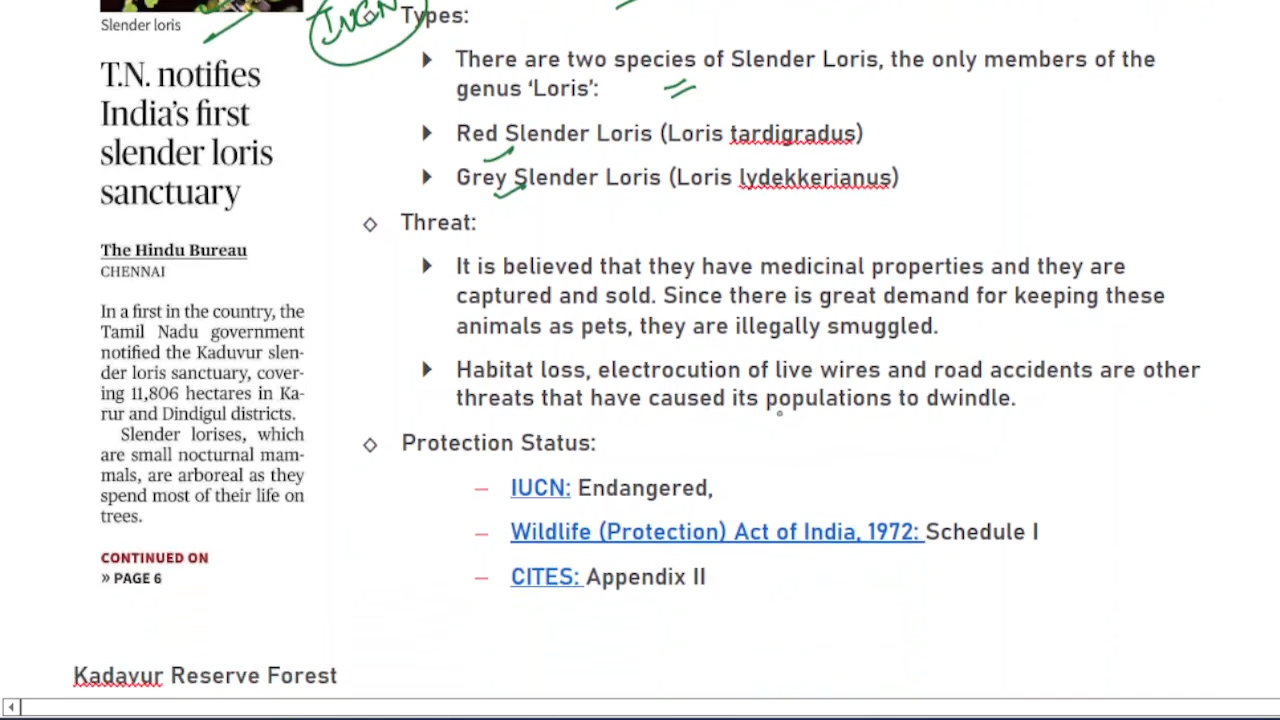 Slender loris
T.N. notifies
India's first
slender loris
sanctuary
The Hindu Bureau
CHENNAI
In a first in the country, the
Tamil Nadu government
notified the Kaduvur slen-
der loris sanctuary, cover-
ing 11,806 hectares in Ka-
rur and Dindigul districts.
Slender lorises, which
are small nocturnal mam-
mals, are arboreal as they
spend most of their life on
trees.
CONTINUED ON
» PAGE 6
Types:
There are two species of Slender Loris, the only members of the
genus ‘Loris’:
Red Slender Loris (Loris tardigradus)
Grey Slender Loris (Loris lydekkerianus)
Threat:
It is believed that they have medicinal properties and they are
captured and sold. Since there is great demand for keeping these
animals as pets, they are illegally smuggled.
Habitat loss, electrocution of live wires and road accidents are other
threats that have caused its populations to dwindle.
Protection Status:
– IUCN: Endangered,
– Wildlife (Protection) Act of India, 1972: Schedule I
– CITES: Appendix II
Kadavur Reserve Forest